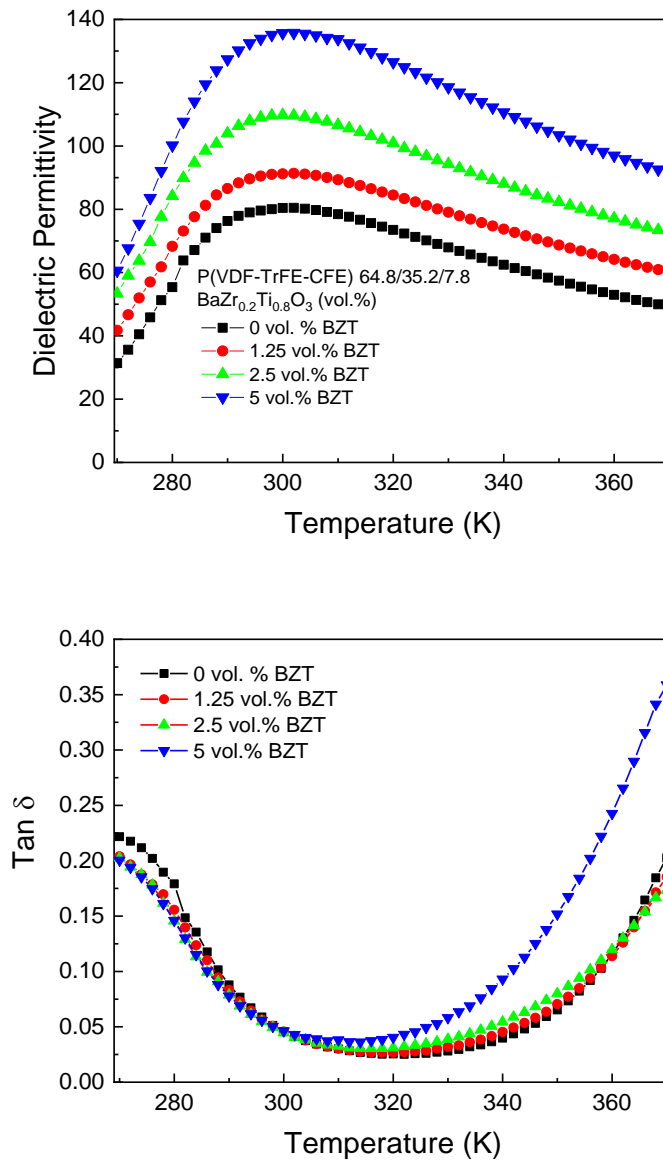 140
120
100
80
60
40
20
0
Dielectric Permittivity
P(VDF-TrFE-CFE) 64.8/35.2/7.8
BaZr0.2Ti0.8O3 (vol.%)
0 vol. % BZT
1.25 vol.% BZT
2.5 vol.% BZT
5 vol.% BZT
280 300 320 340 360
Temperature (K)
0.40
0.35
0.30
0.25
0.20
0.15
0.10
0.05
0.00
Tan δ
0 vol. % BZT
1.25 vol.% BZT
2.5 vol.% BZT
5 vol.% BZT
280 300 320 340 360
Temperature (K)